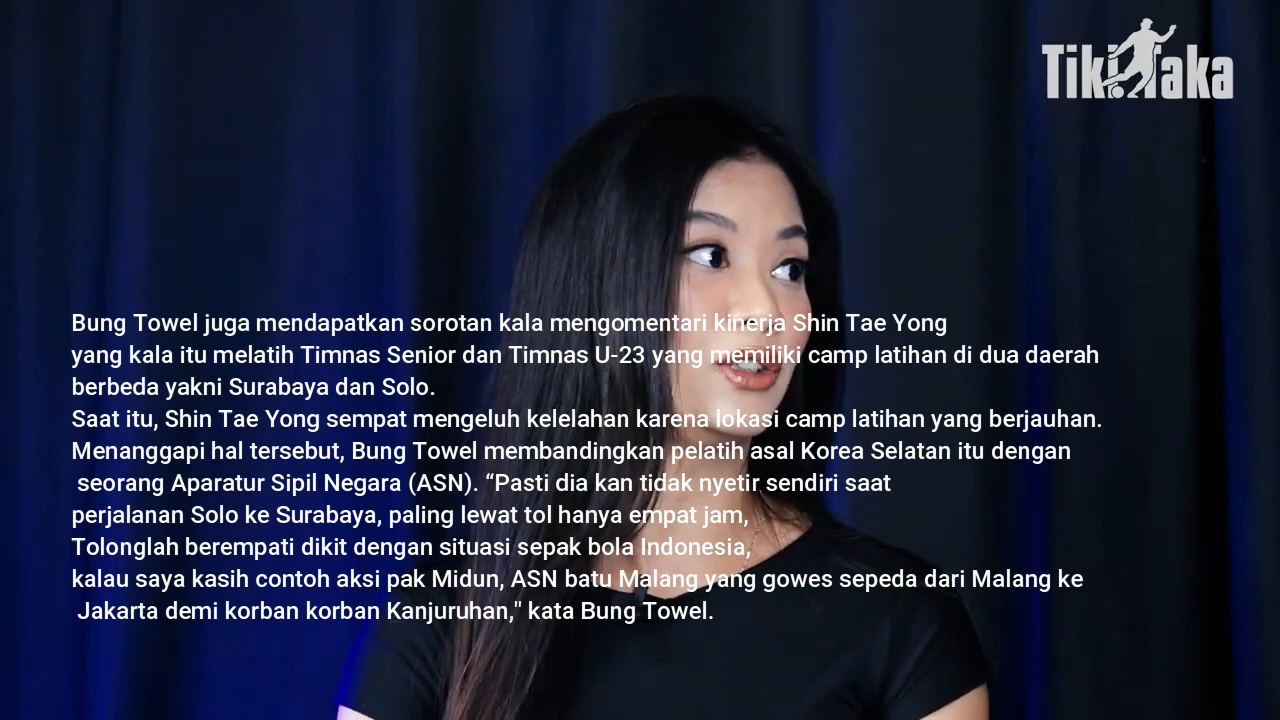 Tiki Taka
Bung Towel juga mendapatkan sorotan kala mengomentari kinerja Shin Tae Yong
yang kala itu melatih Timnas Senior dan Timnas U-23 yang memiliki camp latihan di dua daerah
berbeda yakni Surabaya dan Solo.
Saat itu, Shin Tae Yong sempat mengeluh kelelahan karena lokasi camp latihan yang berjauhan.
Menanggapi hal tersebut, Bung Towel membandingkan pelatih asal Korea Selatan itu dengan
seorang Aparatur Sipil Negara (ASN). “Pasti dia kan tidak nyetir sendiri saat
perjalanan Solo ke Surabaya, paling lewat tol hanya empat jam,
Tolonglah berempati dikit dengan situasi sepak bola Indonesia,
kalau saya kasih contoh aksi pak Midun, ASN batu Malang yang gowes sepeda dari Malang ke
Jakarta demi korban korban Kanjuruhan," kata Bung Towel.